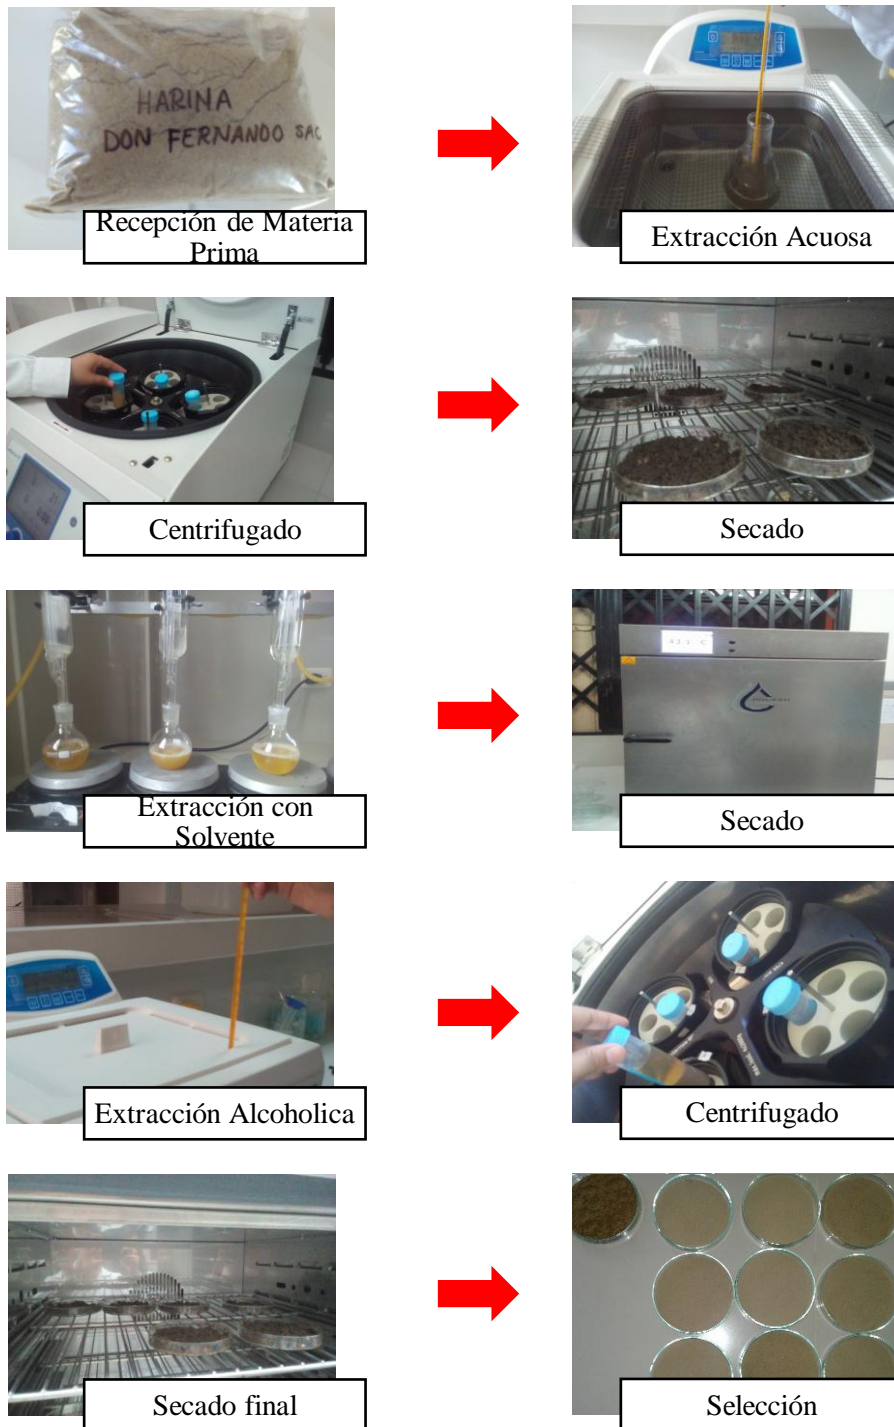 HARINA
DON FERNANDO SAC
Recepción de Materia
Prima
Extracción Acuosa
Centrifugado
Secado
Extracción con
Solvente
Secado
Extracción Alcoholica
Centrifugado
Secado final
Selección